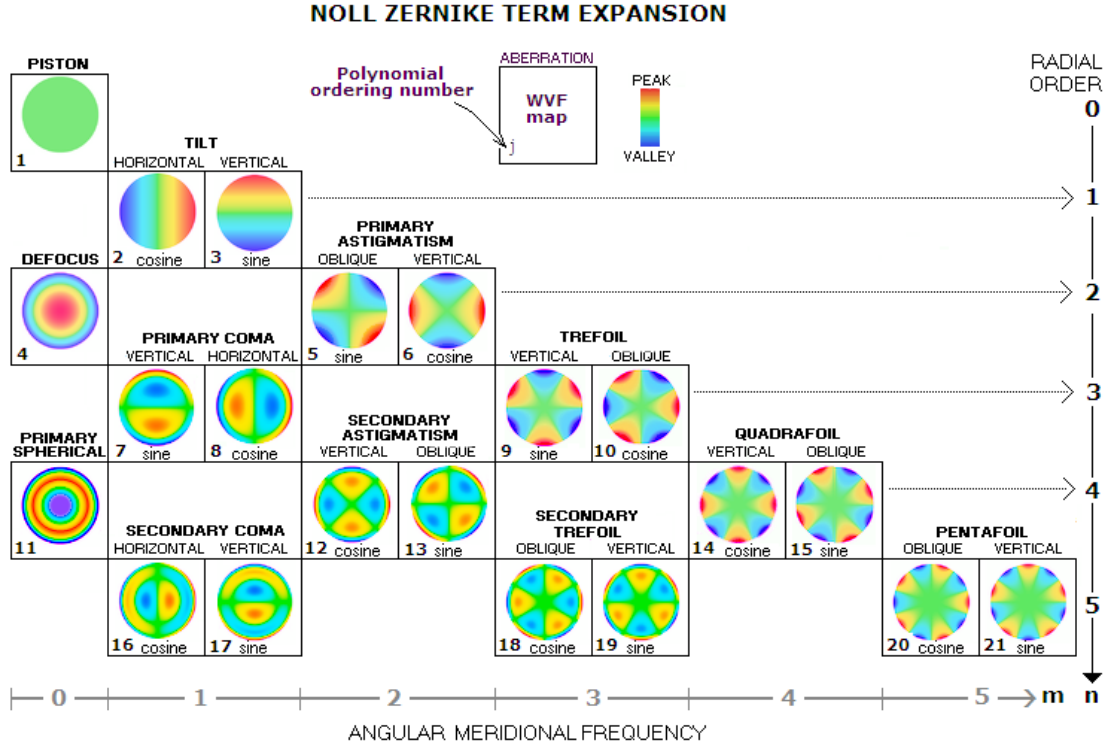 NOLL ZERNIKE TERM EXPANSION
ABERRATION
Polynomial
ordering number
WVF
map
j
PEAK
VALLEY
RADIAL
ORDER
0
PISTON
1
TILT
HORIZONTAL VERTICAL
2 cosine 3 sine
1
PRIMARY
ASTIGMATISM
OBLIQUE VERTICAL
5 sine 6 cosine
2
DEFOCUS
4
PRIMARY COMA
VERTICAL HORIZONTAL
7 sine 8 cosine
TREFOIL
VERTICAL OBLIQUE
9 sine 10 cosine
3
PRIMARY
SPHERICAL
11
SECONDARY
ASTIGMATISM
VERTICAL OBLIQUE
12 cosine 13 sine
QUADRAFOIL
VERTICAL OBLIQUE
14 cosine 15 sine
4
SECONDARY COMA
HORIZONTAL VERTICAL
16 cosine 17 sine
SECONDARY
TREFOIL
OBLIQUE VERTICAL
18 cosine 19 sine
PENTAFOIL
OBLIQUE VERTICAL
20 cosine 21 sine
5
0 1 2 3 4 5 m n
ANGULAR MERIDIONAL FREQUENCY